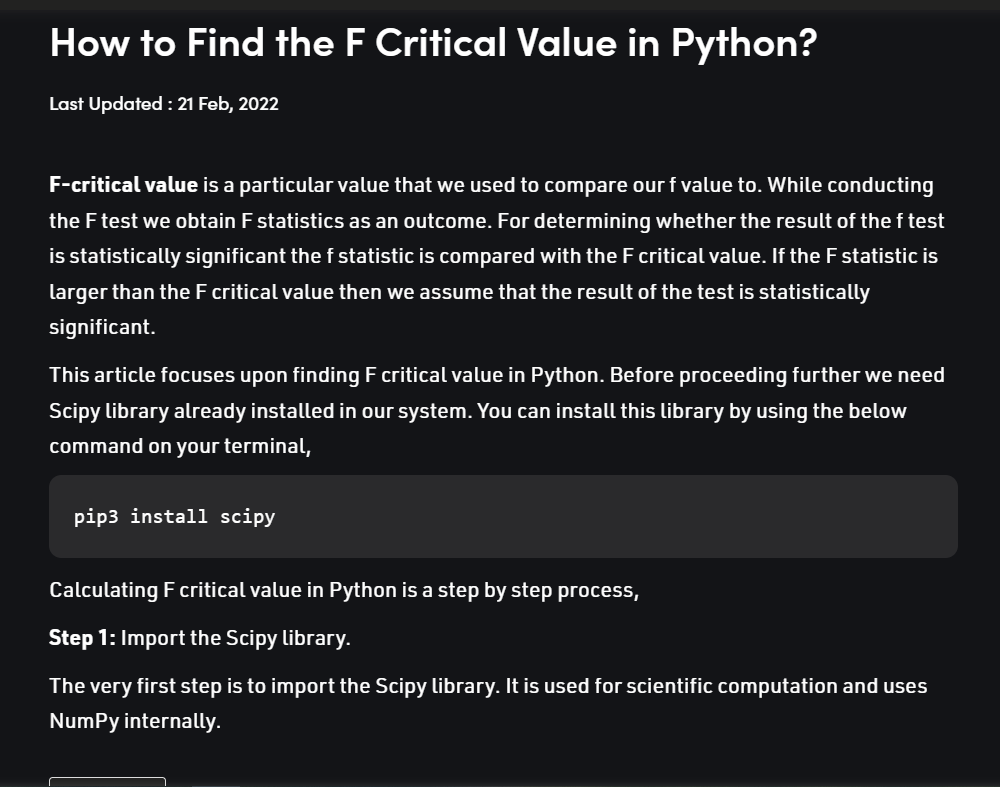 How to Find the F Critical Value in Python?
Last Updated : 21 Feb, 2022
F-critical value is a particular value that we used to compare our f value to. While conducting
the F test we obtain F statistics as an outcome. For determining whether the result of the f test
is statistically significant the f statistic is compared with the F critical value. If the F statistic is
larger than the F critical value then we assume that the result of the test is statistically
significant.
This article focuses upon finding F critical value in Python. Before proceeding further we need
Scipy library already installed in our system. You can install this library by using the below
command on your terminal,
pip3 install scipy
Calculating F critical value in Python is a step by step process,
Step 1: Import the Scipy library.
The very first step is to import the Scipy library. It is used for scientific computation and uses
NumPy internally.